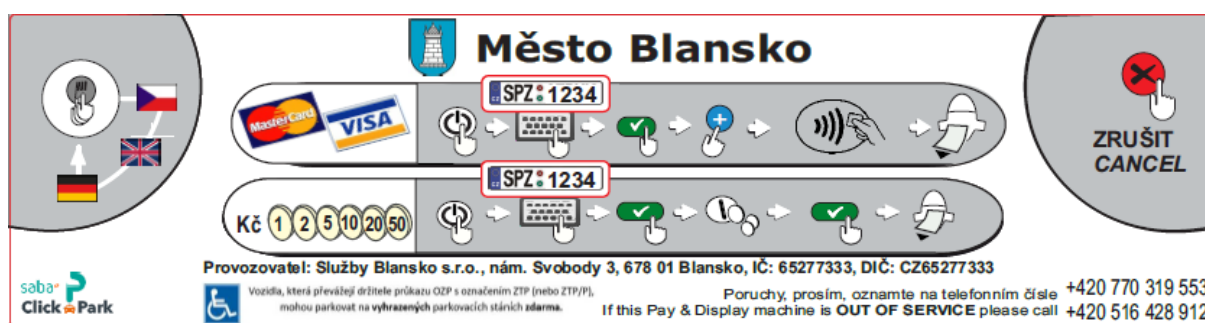 Město Blansko
MasterCard
VISA
SPZ 1234
ZRUŠIT
CANCEL
SPZ 1234
Kč 1 2 5 10 20 50
Provozovatel: Služby Blansko s.r.o., nám. Svobody 3, 678 01 Blansko, IČ: 65277333, DIČ: CZ65277333
saba
Click Park
Vozidla, která převážejí držitele průkazu OZP s označením ZTP (nebo ZTP/P),
mohou parkovat na vyhrazených parkovacích stáních zdarma.
Poruchy, prosím, oznamte na telefonním čísle +420 770 319 553
If this Pay & Display machine is OUT OF SERVICE please call +420 516 428 912